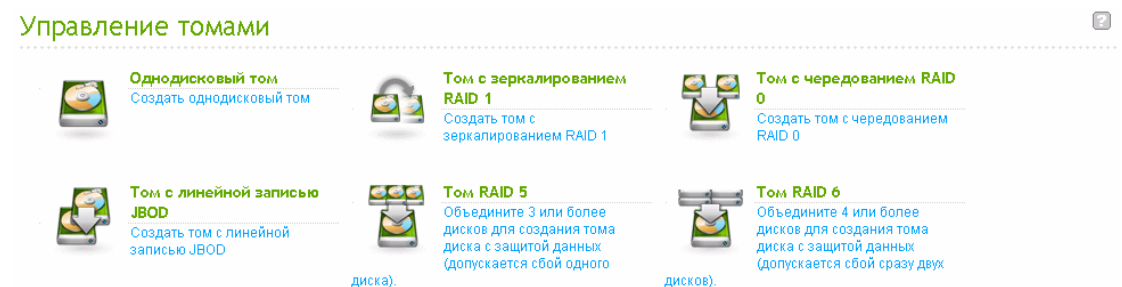 Управление томами
?
Однодисковый том
Создать однодисковый том
Том с зеркалированием
RAID 1
Создать том с
зеркалированием RAID 1
Том с чередованием RAID
0
Создать том с чередованием
RAID 0
Том с линейной записью
JBOD
Создать том с линейной
записью JBOD
Том RAID 5
Объедините 3 или более
дисков для создания тома
диска с защитой данных
(допускается сбой одного
диска).
Том RAID 6
Объедините 4 или более
дисков для создания тома
диска с защитой данных
(допускается сбой сразу двух
дисков).